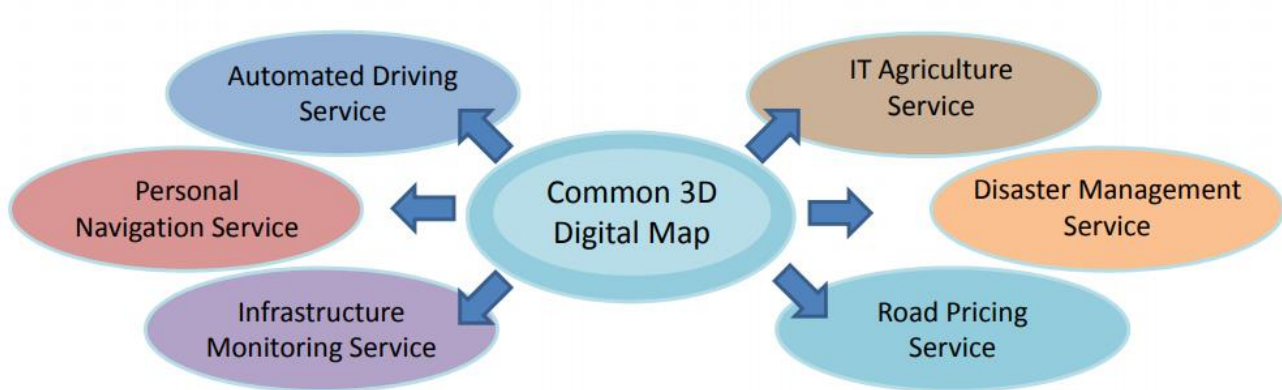 Automated Driving
Service
IT Agriculture
Service
Personal
Navigation Service
Common 3D
Digital Map
Disaster Management
Service
Infrastructure
Monitoring Service
Road Pricing
Service